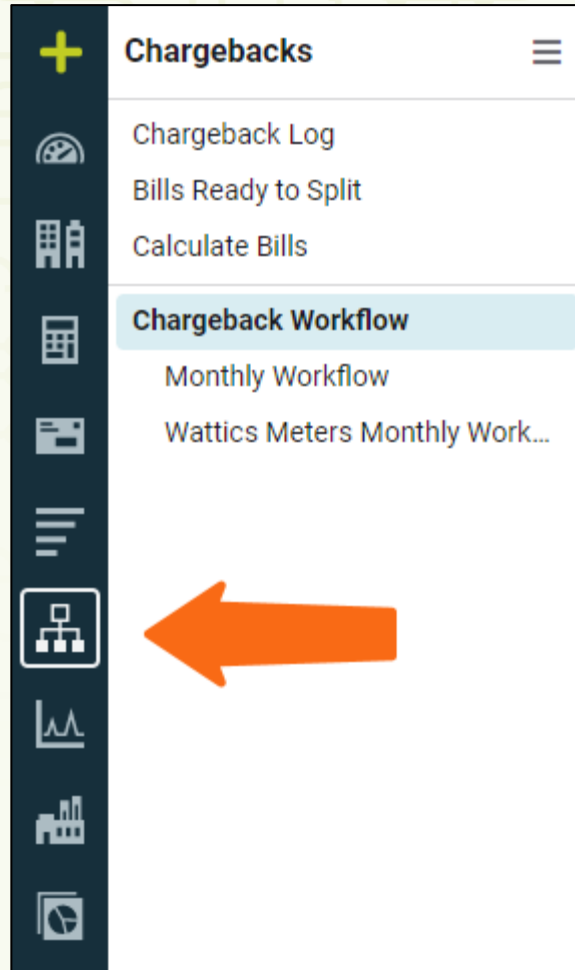 Chargebacks
Chargeback Log
Bills Ready to Split
Calculate Bills
Chargeback Workflow
Monthly Workflow
Wattics Meters Monthly Work...